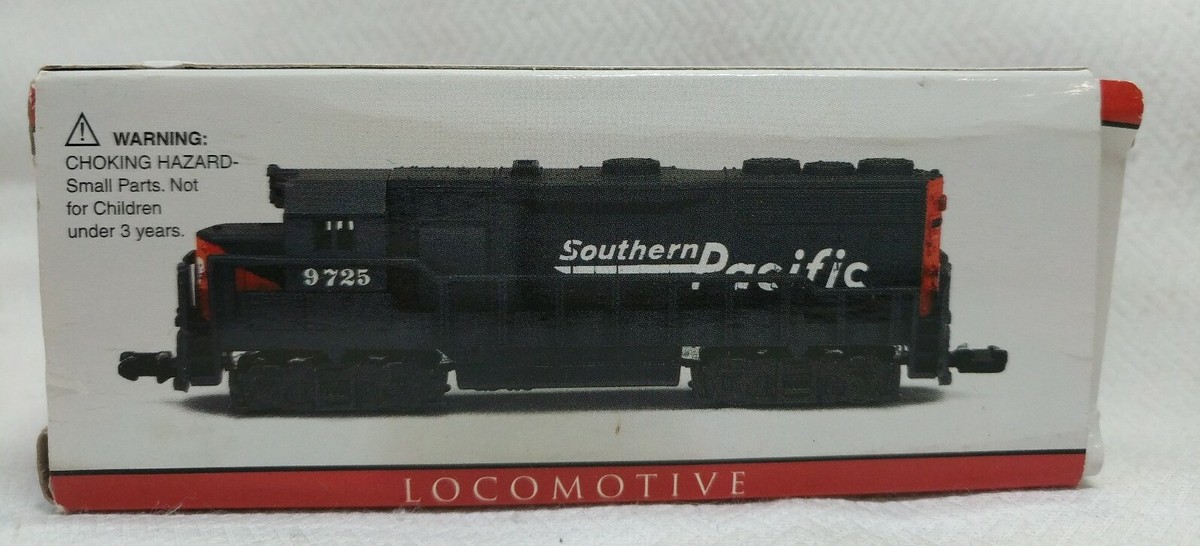 WARNING:
CHOKING HAZARD-
Small Parts. Not
for Children
under 3 years.
Southern Pacific
9725
LOCOMOTIVE